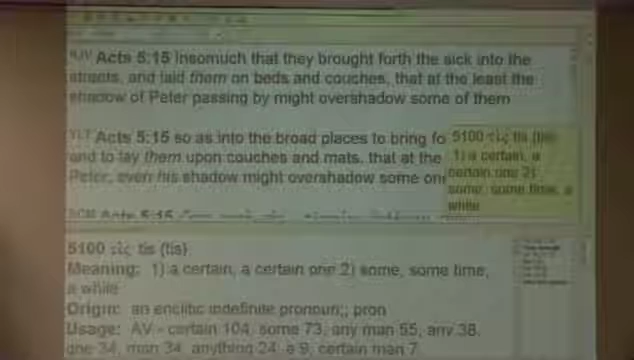 KJV Acts 5:15 Insomuch that they brought forth the sick into the
streets, and laid them on beds and couches, that at the least the
shadow of Peter passing by might overshadow some of them
YLT Acts 5:15 so as into the broad places to bring fo
and to lay them upon couches and mats, that at the
Peter, even his shadow might overshadow some on
5100 τὶς tis (tis)
1) a certain, a
certain one 2)
some, some time, a
while
Acts 5:15
5100 τὶς tis {tis}
Meaning: 1) a certain, a certain one 2) some, some time,
a while
Origin: an enclitic indefinite pronoun;; pron
Usage: AV - certain 104, some 73, any man 55, any 38,
one 34, man 34, anything 24, a 9, certain man 7